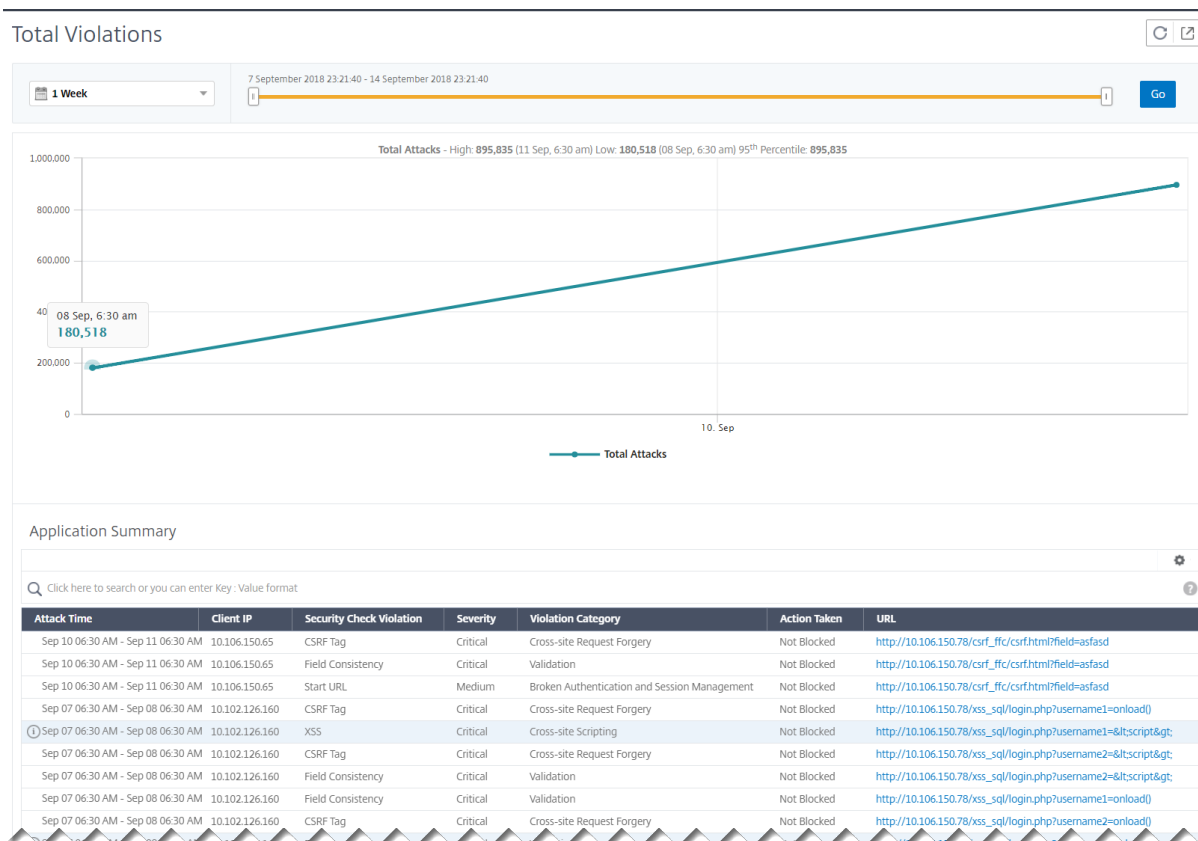 Total Violations
1 Week
7 September 2018 23:21:40 - 14 September 2018 23:21:40
Go
Total Attacks - High: 895,835 (11 Sep, 6:30 am) Low: 180,518 (08 Sep, 6:30 am) 95th Percentile: 895,835
1,000,000
800,000
600,000
40
08 Sep, 6:30 am
180,518
200,000
0
10. Sep
Total Attacks
Application Summary
Click here to search or you can enter Key : Value format
Attack Time Client IP Security Check Violation Severity Violation Category Action Taken URL
Sep 10 06:30 AM - Sep 11 06:30 AM 10.106.150.65 CSRF Tag Critical Cross-site Request Forgery Not Blocked http://10.106.150.78/csrf_ffc/csrf.html?field=asfasd
Sep 10 06:30 AM - Sep 11 06:30 AM 10.106.150.65 Field Consistency Critical Validation Not Blocked http://10.106.150.78/csrf_ffc/csrf.html?field=asfasd
Sep 10 06:30 AM - Sep 11 06:30 AM 10.106.150.65 Start URL Medium Broken Authentication and Session Management Not Blocked http://10.106.150.78/csrf_ffc/csrf.html?field=asfasd
Sep 07 06:30 AM - Sep 08 06:30 AM 10.102.126.160 CSRF Tag Critical Cross-site Request Forgery Not Blocked http://10.106.150.78/xss_sql/login.php?username1=onload()
Sep 07 06:30 AM - Sep 08 06:30 AM 10.102.126.160 XSS Critical Cross-site Scripting Not Blocked http://10.106.150.78/xss_sql/login.php?username1=&lt;script&gt;
Sep 07 06:30 AM - Sep 08 06:30 AM 10.102.126.160 CSRF Tag Critical Cross-site Request Forgery Not Blocked http://10.106.150.78/xss_sql/login.php?username2=&lt;script&gt;
Sep 07 06:30 AM - Sep 08 06:30 AM 10.102.126.160 Field Consistency Critical Validation Not Blocked http://10.106.150.78/xss_sql/login.php?username2=&lt;script&gt;
Sep 07 06:30 AM - Sep 08 06:30 AM 10.102.126.160 Field Consistency Critical Validation Not Blocked http://10.106.150.78/xss_sql/login.php?username1=onload()
Sep 07 06:30 AM - Sep 08 06:30 AM 10.102.126.160 CSRF Tag Critical Cross-site Request Forgery Not Blocked http://10.106.150.78/xss_sql/login.php?username2=onload()